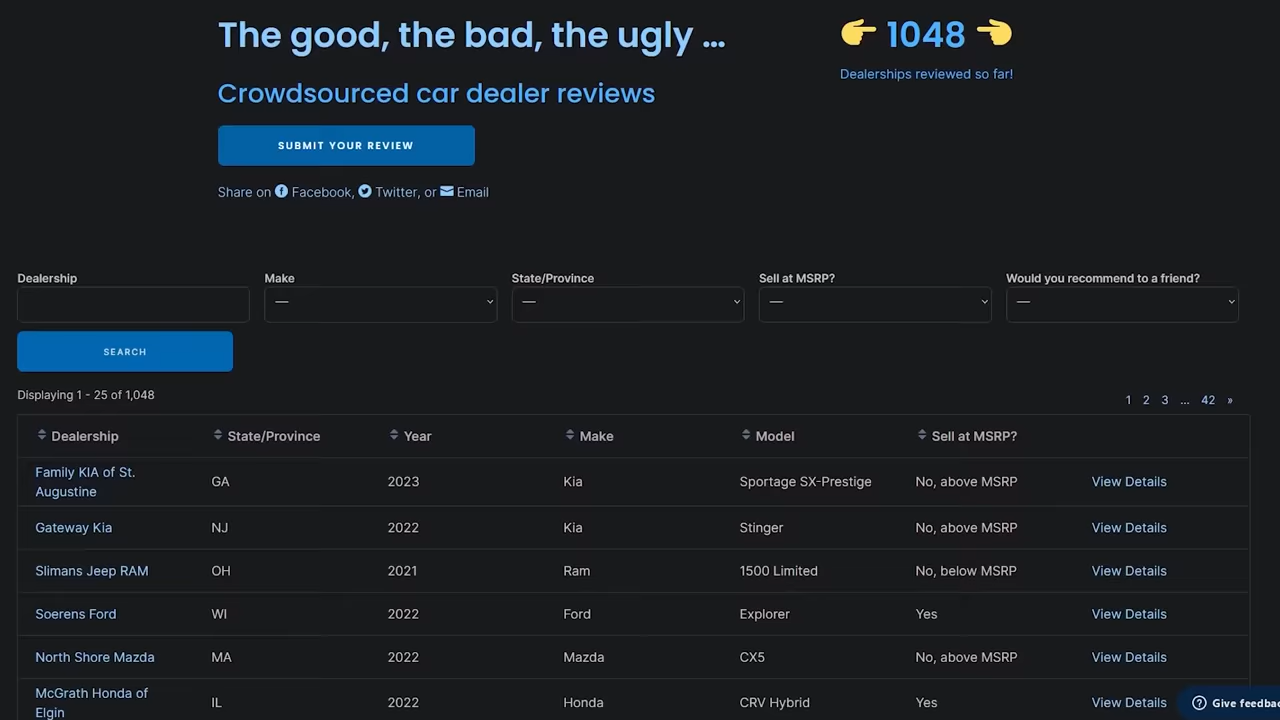 The good, the bad, the ugly ...
👉 1048 👈
Dealerships reviewed so far!
Crowdsourced car dealer reviews
SUBMIT YOUR REVIEW
Share on Facebook, Twitter, or Email
Dealership Make State/Province Sell at MSRP? Would you recommend to a friend?
— — — —
SEARCH
Displaying 1 - 25 of 1,048
1 2 3 ... 42 »
Dealership State/Province Year Make Model Sell at MSRP?
Family KIA of St.
Augustine
GA 2023 Kia Sportage SX-Prestige No, above MSRP View Details
Gateway Kia NJ 2022 Kia Stinger No, above MSRP View Details
Slimans Jeep RAM OH 2021 Ram 1500 Limited No, below MSRP View Details
Soerens Ford WI 2022 Ford Explorer Yes View Details
North Shore Mazda MA 2022 Mazda CX5 No, above MSRP View Details
McGrath Honda of
Elgin
IL 2022 Honda CRV Hybrid Yes View Details
Give feedbac